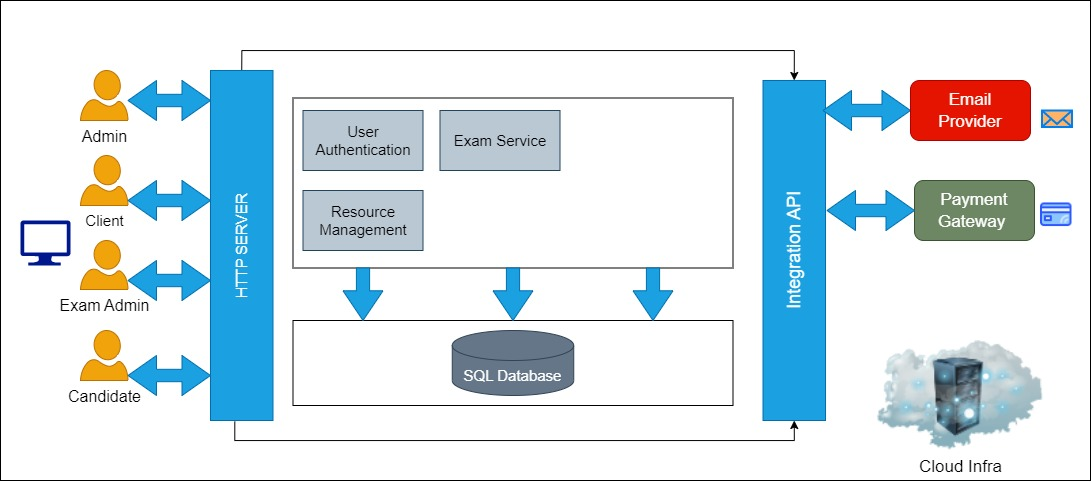 Admin
Client
Exam Admin
Candidate
HTTP SERVER
User
Authentication
Exam Service
Resource
Management
SQL Database
Integration API
Email
Provider
Payment
Gateway
Cloud Infra